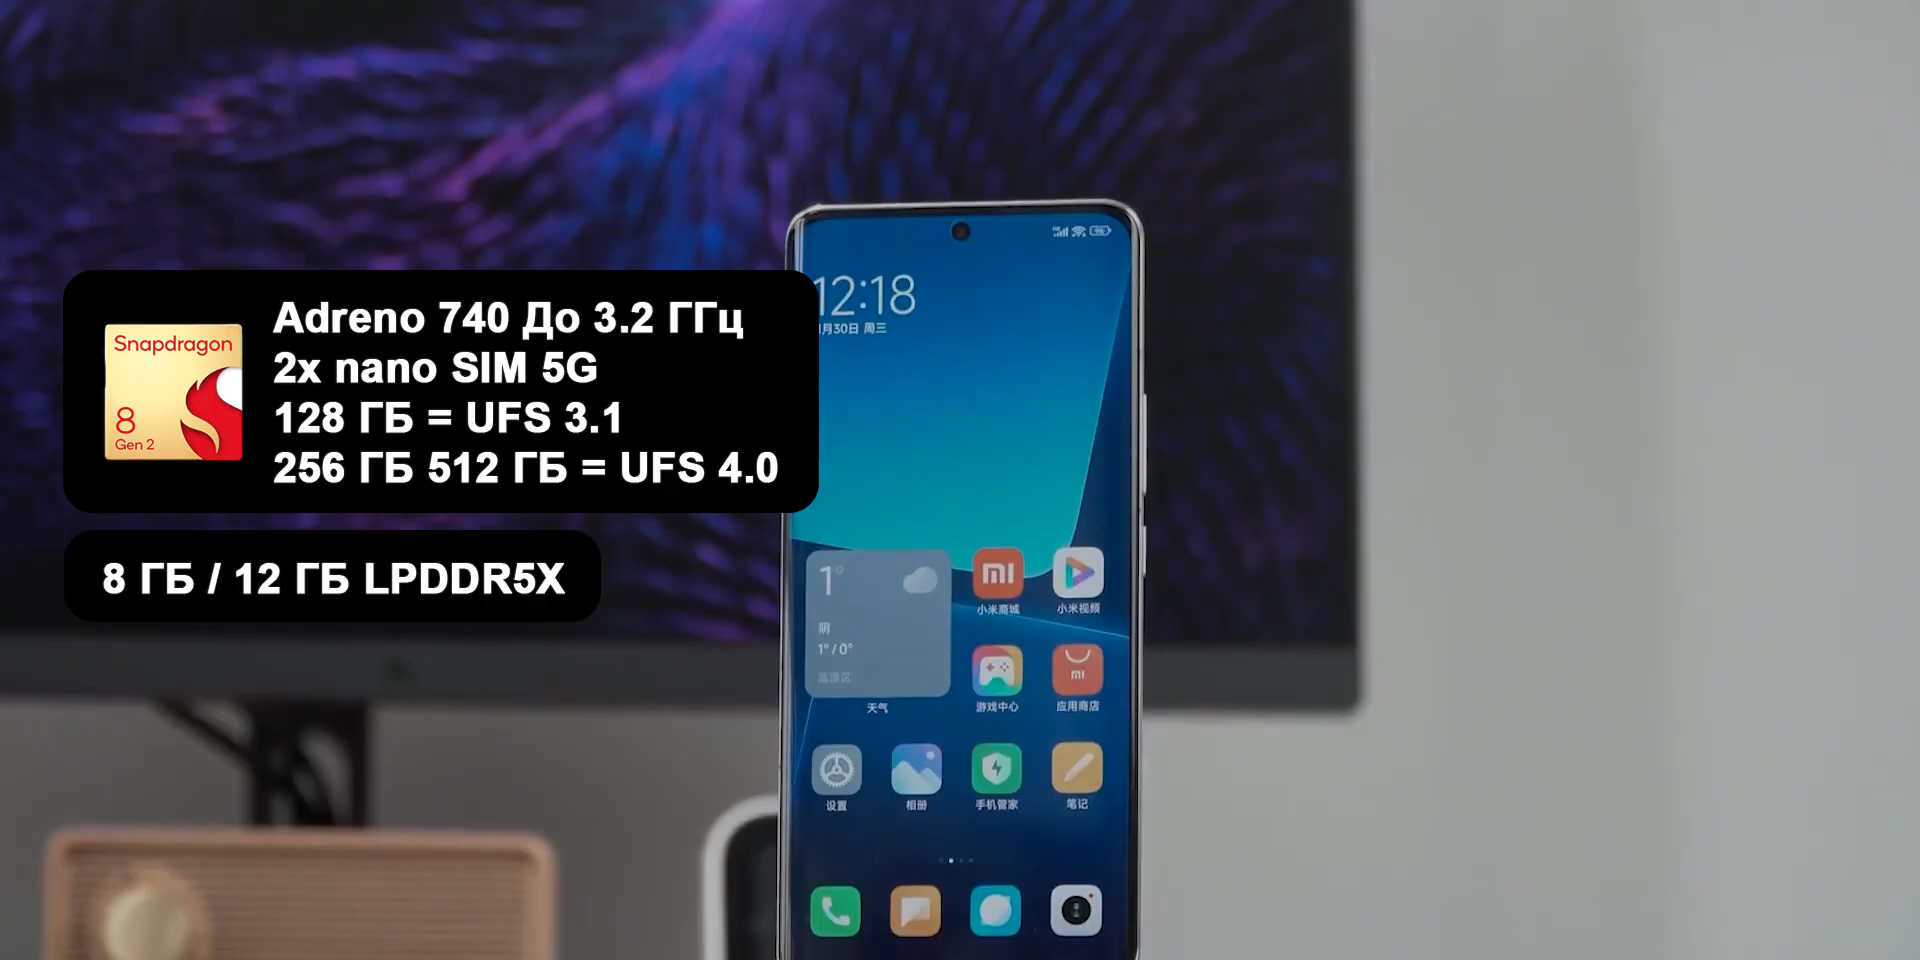 12:18
月30日 周三
Snapdragon
8
Gen 2
Adreno 740 До 3.2 ГГц
2x nano SIM 5G
128 ГБ = UFS 3.1
256 ГБ 512 ГБ = UFS 4.0
8 ГБ / 12 ГБ LPDDR5X
1°
阴
1°/0°
天气
小米商城
小米视频
游戏中心
应用商店
设置
相册
手机管家
笔记